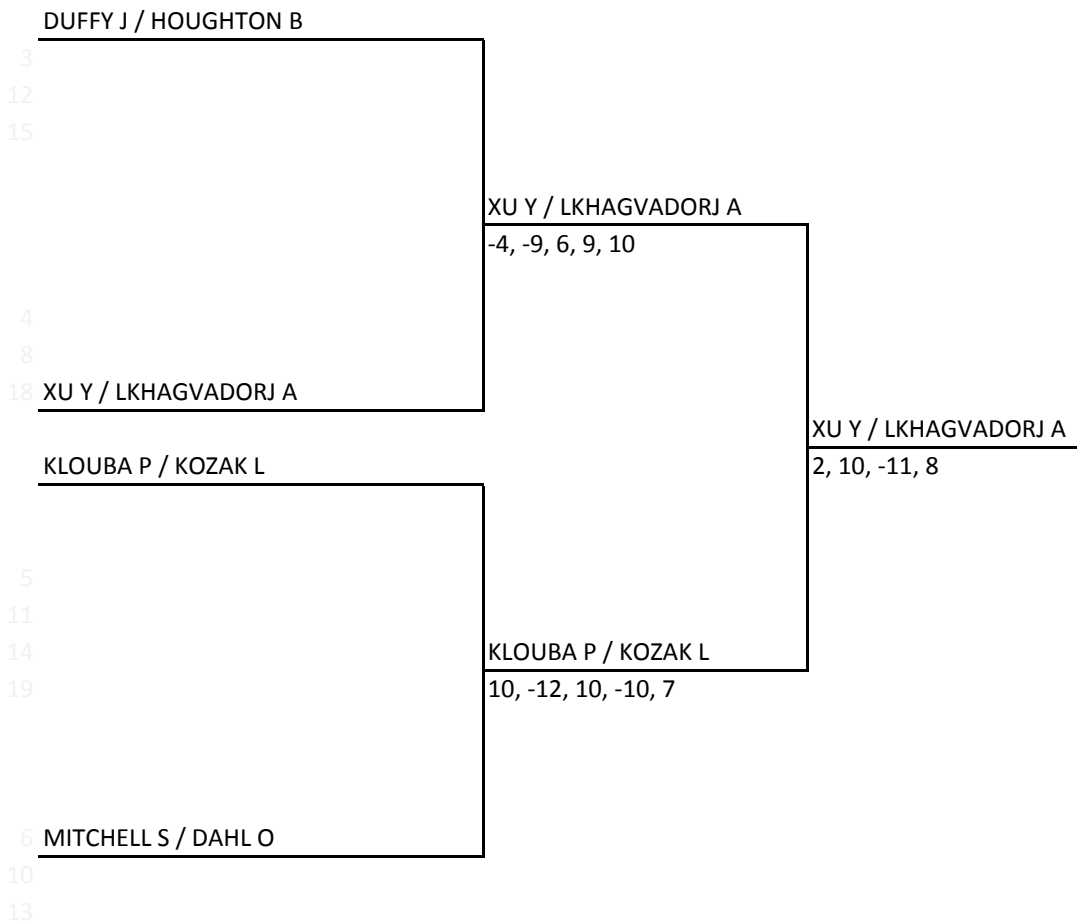 DUFFY J / HOUGHTON B
3
12
15
XU Y / LKHAGVADORJ A
-4, -9, 6, 9, 10
4
8
18 XU Y / LKHAGVADORJ A
XU Y / LKHAGVADORJ A
KLOUBA P / KOZAK L
2, 10, -11, 8
5
11
14 KLOUBA P / KOZAK L
19 10, -12, 10, -10, 7
6 MITCHELL S / DAHL O
10
13